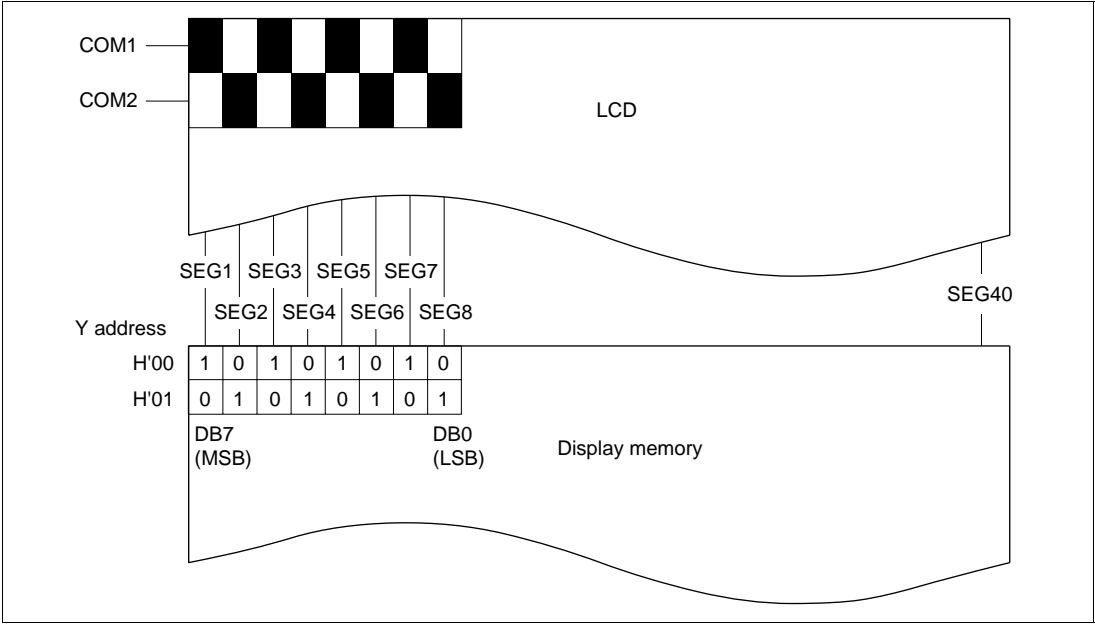 COM1
COM2
LCD
SEG1 SEG3 SEG5 SEG7
SEG40
SEG2 SEG4 SEG6 SEG8
Y address
H'00 1 0 1 0 1 0 1 0
H'01 0 1 0 1 0 1 0 1
DB7 DB0
(MSB) (LSB)
Display memory